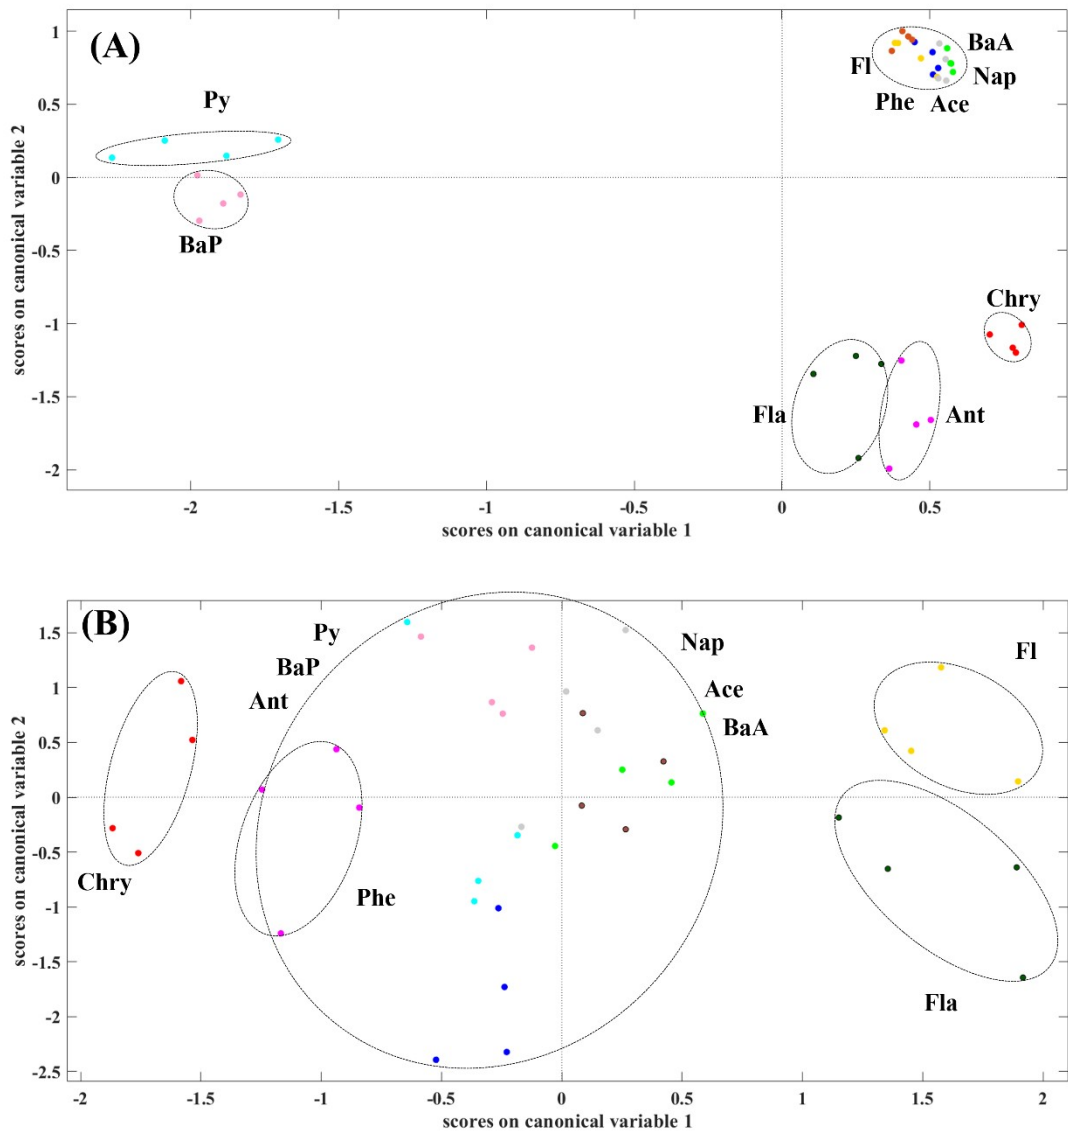 (A)
1
0.5
0
-0.5
-1
-1.5
-2
scores on canonical variable 2
Py
BaP
Fl
BaA
Nap
Phe
Ace
Chry
Fla
Ant
-2
-1.5
-1
-0.5
0
0.5
scores on canonical variable 1
(B)
1.5
1
0.5
0
-0.5
-1
-1.5
-2
-2.5
scores on canonical variable 2
Py
BaP
Ant
Nap
Ace
BaA
Fl
Chry
Phe
Fla
-2
-1.5
-1
-0.5
0
0.5
1
1.5
2
scores on canonical variable 1